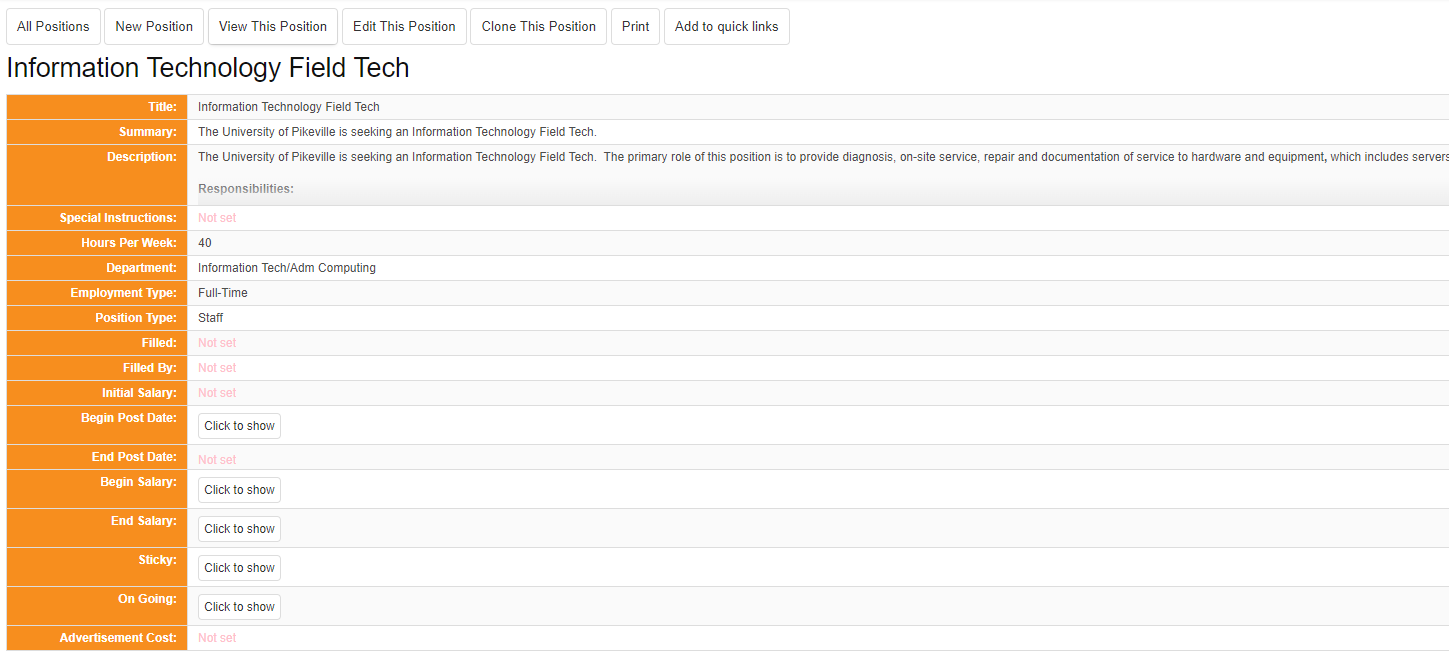 All Positions New Position View This Position Edit This Position Clone This Position Print Add to quick links
Information Technology Field Tech
Title: Information Technology Field Tech
Summary: The University of Pikeville is seeking an Information Technology Field Tech.
Description: The University of Pikeville is seeking an Information Technology Field Tech. The primary role of this position is to provide diagnosis, on-site service, repair and documentation of service to hardware and equipment, which includes servers
Responsibilities:
Special Instructions: Not set
Hours Per Week: 40
Department: Information Tech/Adm Computing
Employment Type: Full-Time
Position Type: Staff
Filled: Not set
Filled By: Not set
Initial Salary: Not set
Begin Post Date: Click to show
End Post Date: Not set
Begin Salary: Click to show
End Salary: Click to show
Sticky: Click to show
On Going: Click to show
Advertisement Cost: Not set